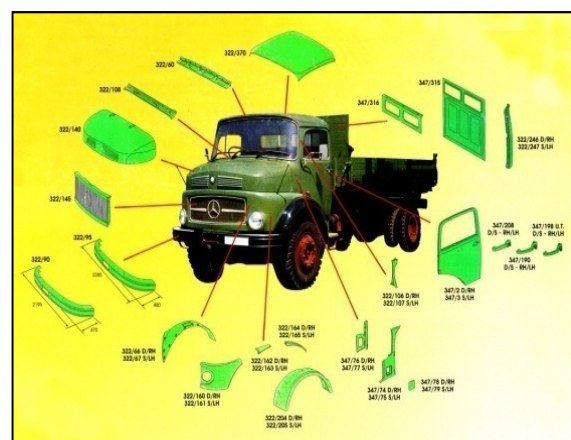 322/370
322/60
322/108
347/315
347/316
322/140
322/246 D/RH
322/247 S/LH
322/145
347/208
D/S - RH/LH
347/198 U.T.
D/S - RH/LH
347/190
D/S - RH/LH
322/95
322/90
2280
480
2195
475
347/2 D/RH
347/3 S/LH
322/106 D/RH
322/107 S/LH
322/164 D/RH
322/165 S/LH
322/66 D/RH
322/67 S/LH
322/162 D/RH
322/163 S/LH
347/76 D/RH
347/77 S/LH
322/160 D/RH
322/161 S/LH
347/74 D/RH
347/75 S/LH
347/78 D/RH
347/79 S/LH
322/204 D/RH
322/205 S/LH